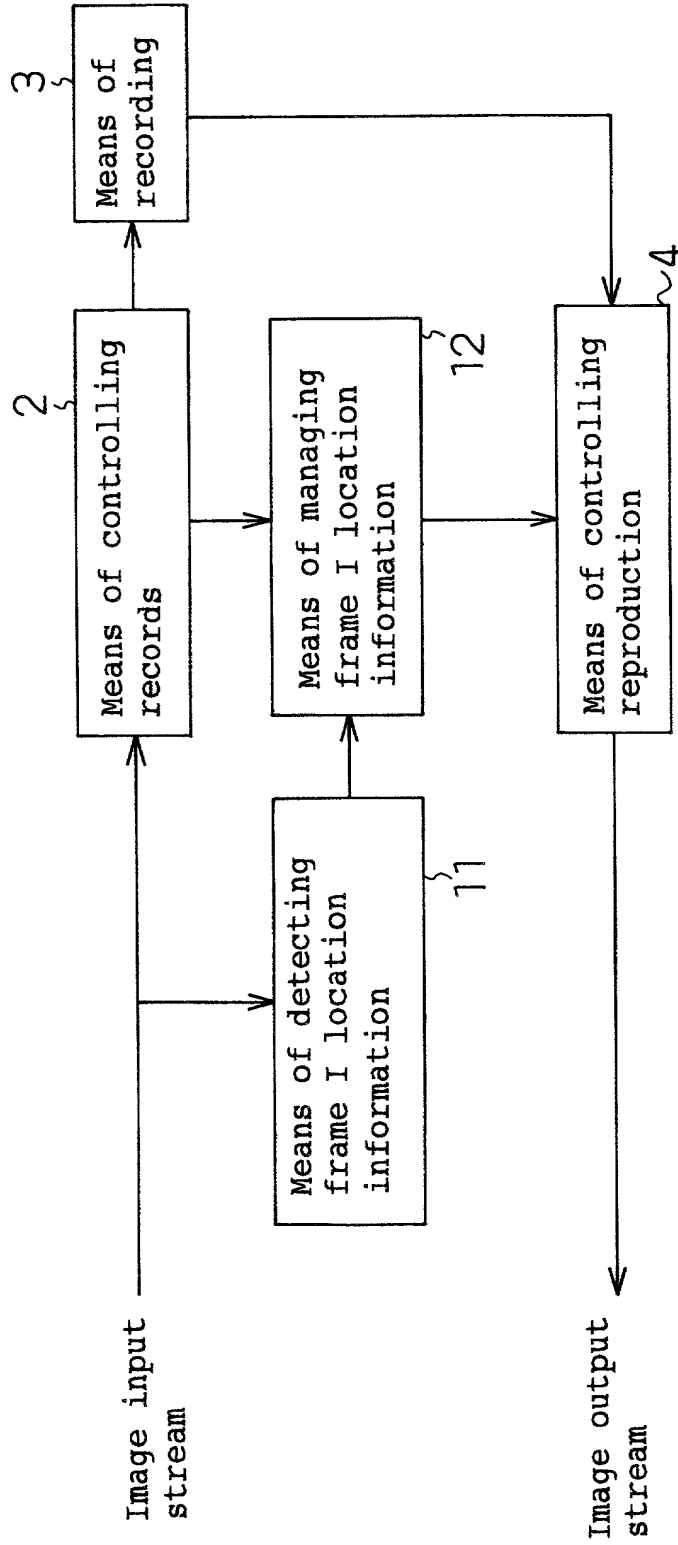 Image input
stream
2
Means of controlling
records
3
Means of
recording
Means of detecting
frame I location
information
11
Means of managing
frame I location
information
12
Image output
stream
Means of controlling
reproduction
4